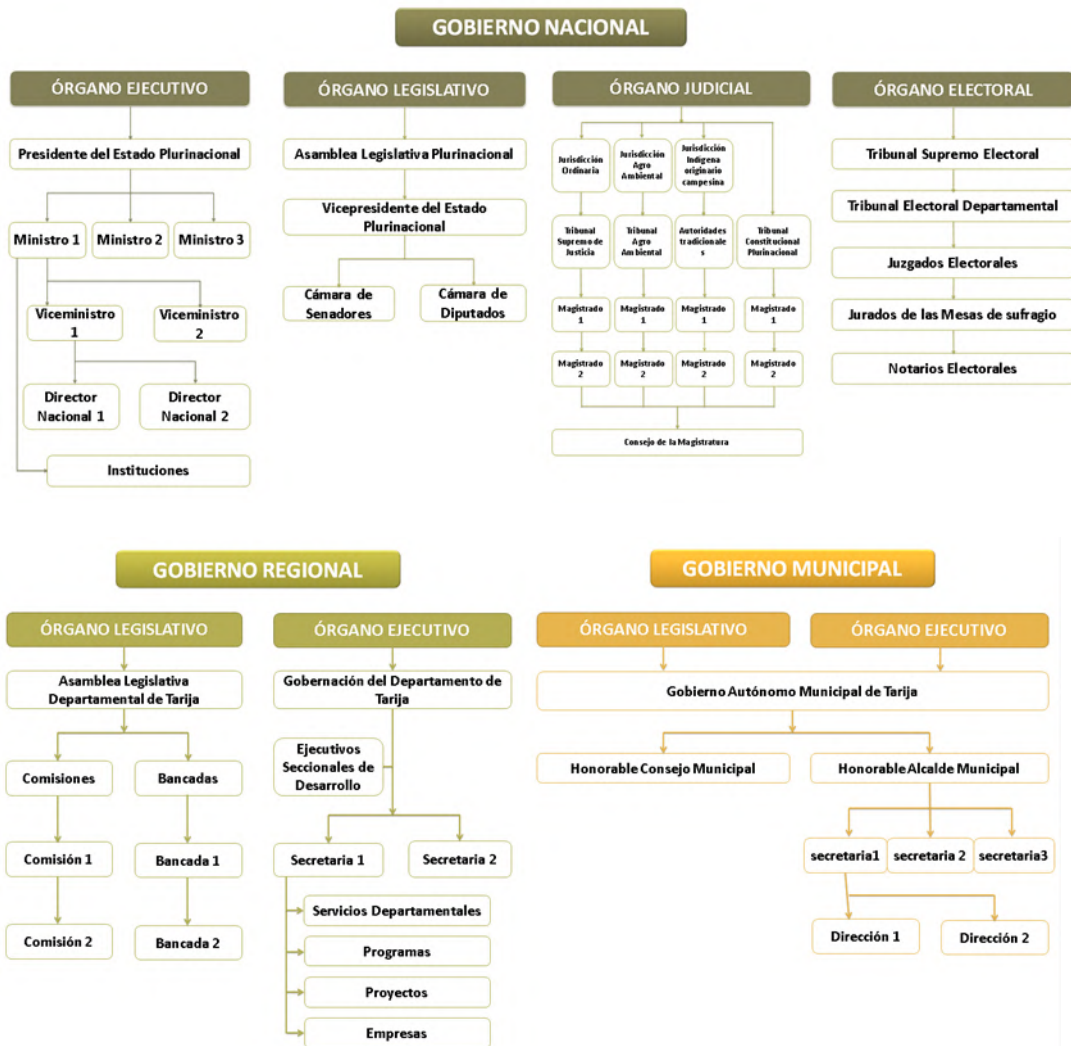 GOBIERNO NACIONAL
ÓRGANO EJECUTIVO
Presidente del Estado Plurinacional
Ministro 1
Ministro 2
Ministro 3
Viceministro
1
Viceministro
2
Director
Nacional 1
Director
Nacional 2
Instituciones
ÓRGANO LEGISLATIVO
Asamblea Legislativa Plurinacional
Vicepresidente del Estado
Plurinacional
Cámara de
Senadores
Cámara de
Diputados
ÓRGANO JUDICIAL
Jurisdicción
Ordinaria
Jurisdicción
Agro
Ambiental
Jurisdicción
Indígena
originario
campesina
Tribunal
Supremo de
Justicia
Tribunal
Agro
Ambiental
Autoridades
tradicionale
s
Tribunal
Constitucional
Plurinacional
Magistrado
1
Magistrado
1
Magistrado
1
Magistrado
1
Magistrado
2
Magistrado
2
Magistrado
2
Magistrado
2
Consejo de la Magistratura
ÓRGANO ELECTORAL
Tribunal Supremo Electoral
Tribunal Electoral Departamental
Juzgados Electorales
Jurados de las Mesas de sufragio
Notarios Electorales
GOBIERNO REGIONAL
ÓRGANO LEGISLATIVO
Asamblea Legislativa
Departamental de Tarija
Comisiones
Bancadas
Comisión 1
Bancada 1
Comisión 2
Bancada 2
ÓRGANO EJECUTIVO
Gobernación del Departamento de
Tarija
Ejecutivos
Seccionales de
Desarrollo
Secretaria 1
Secretaria 2
Servicios Departamentales
Programas
Proyectos
Empresas
GOBIERNO MUNICIPAL
ÓRGANO LEGISLATIVO
ÓRGANO EJECUTIVO
Gobierno Autónomo Municipal de Tarija
Honorable Consejo Municipal
Honorable Alcalde Municipal
secretaria1
secretaria 2
secretaria3
Dirección 1
Dirección 2